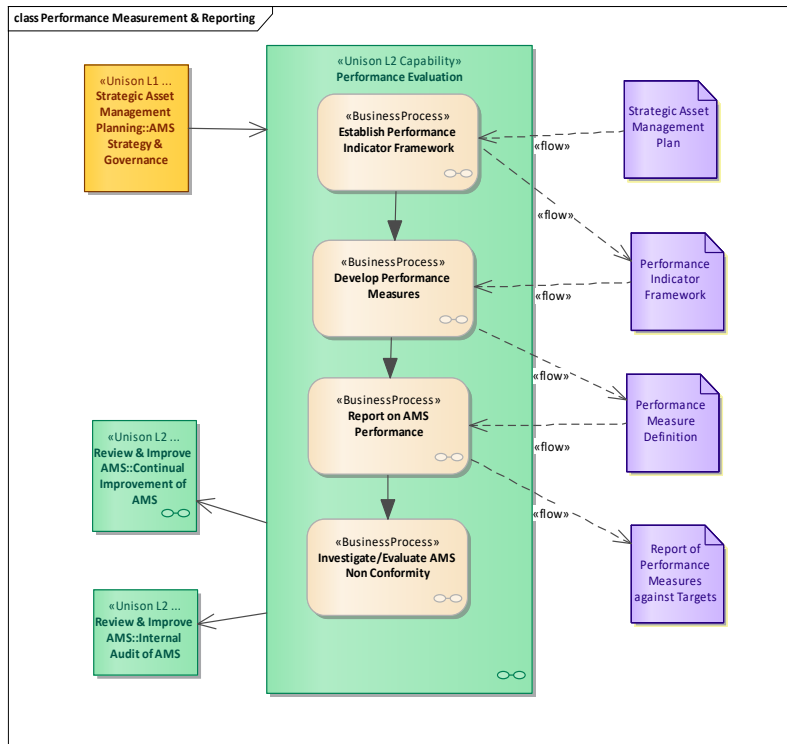 class Performance Measurement & Reporting
«Unison L1 ...
Strategic Asset
Management
Planning::AMS
Strategy &
Governance
«Unison L2 Capability»
Performance Evaluation
«BusinessProcess»
Establish Performance
Indicator Framework
Strategic Asset
Management
Plan
«flow»
«flow»
«BusinessProcess»
Develop Performance
Measures
Performance
Indicator
Framework
«flow»
«flow»
«BusinessProcess»
Report on AMS
Performance
Performance
Measure
Definition
«flow»
«flow»
«Unison L2 ...
Review & Improve
AMS::Continual
Improvement of
AMS
«BusinessProcess»
Investigate/Evaluate AMS
Non Conformity
Report of
Performance
Measures
against Targets
«Unison L2 ...
Review & Improve
AMS::Internal
Audit of AMS